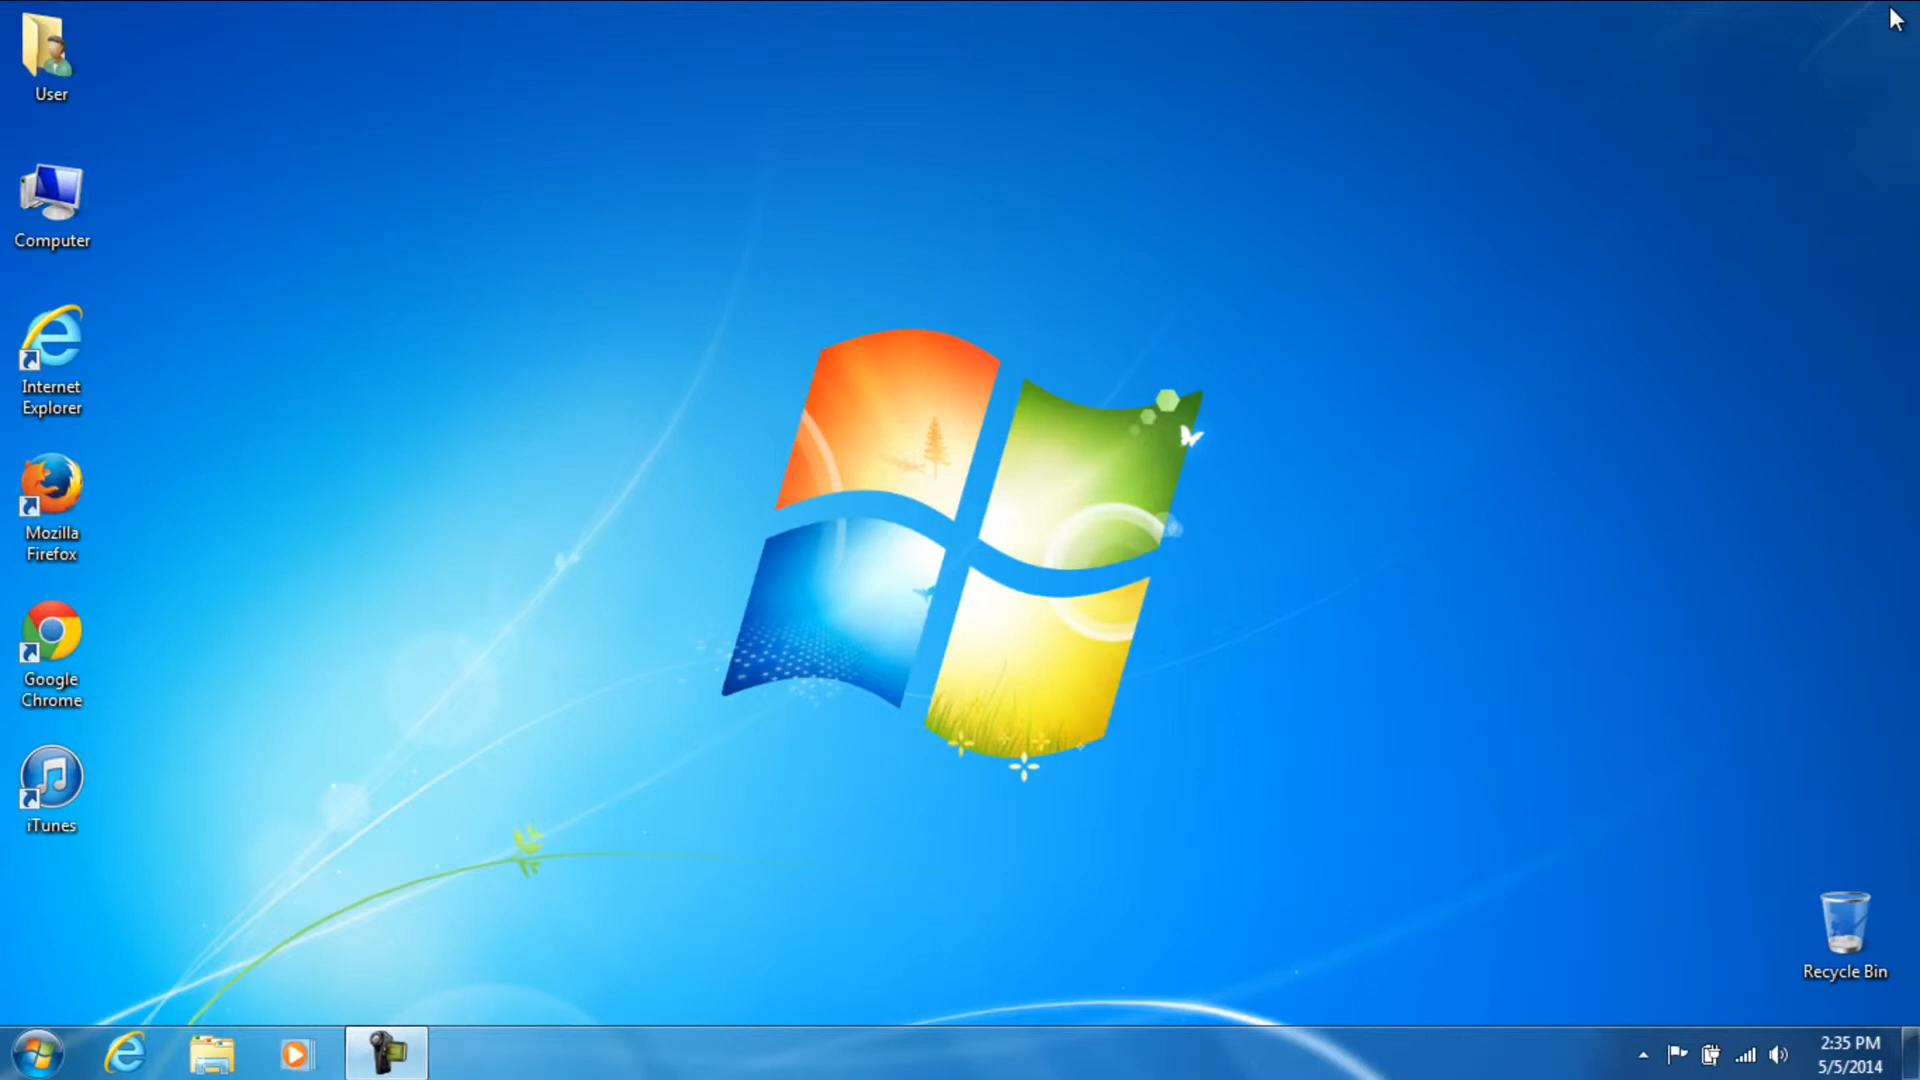 User
Computer
Internet
Explorer
Mozilla
Firefox
Google
Chrome
iTunes
Recycle Bin
2:35 PM
5/5/2014